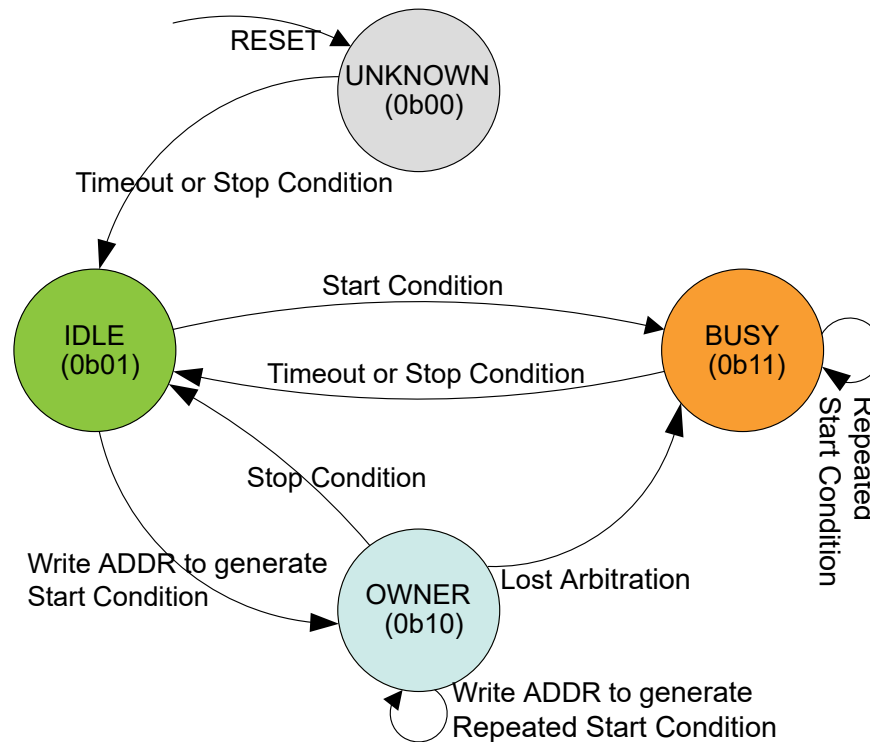 RESET
UNKNOWN
(0b00)
Timeout or Stop Condition
Start Condition
IDLE
(0b01)
BUSY
(0b11)
Timeout or Stop Condition
Repeated
Start Condition
Stop Condition
Write ADDR to generate
Start Condition
Lost Arbitration
OWNER
(0b10)
Write ADDR to generate
Repeated Start Condition